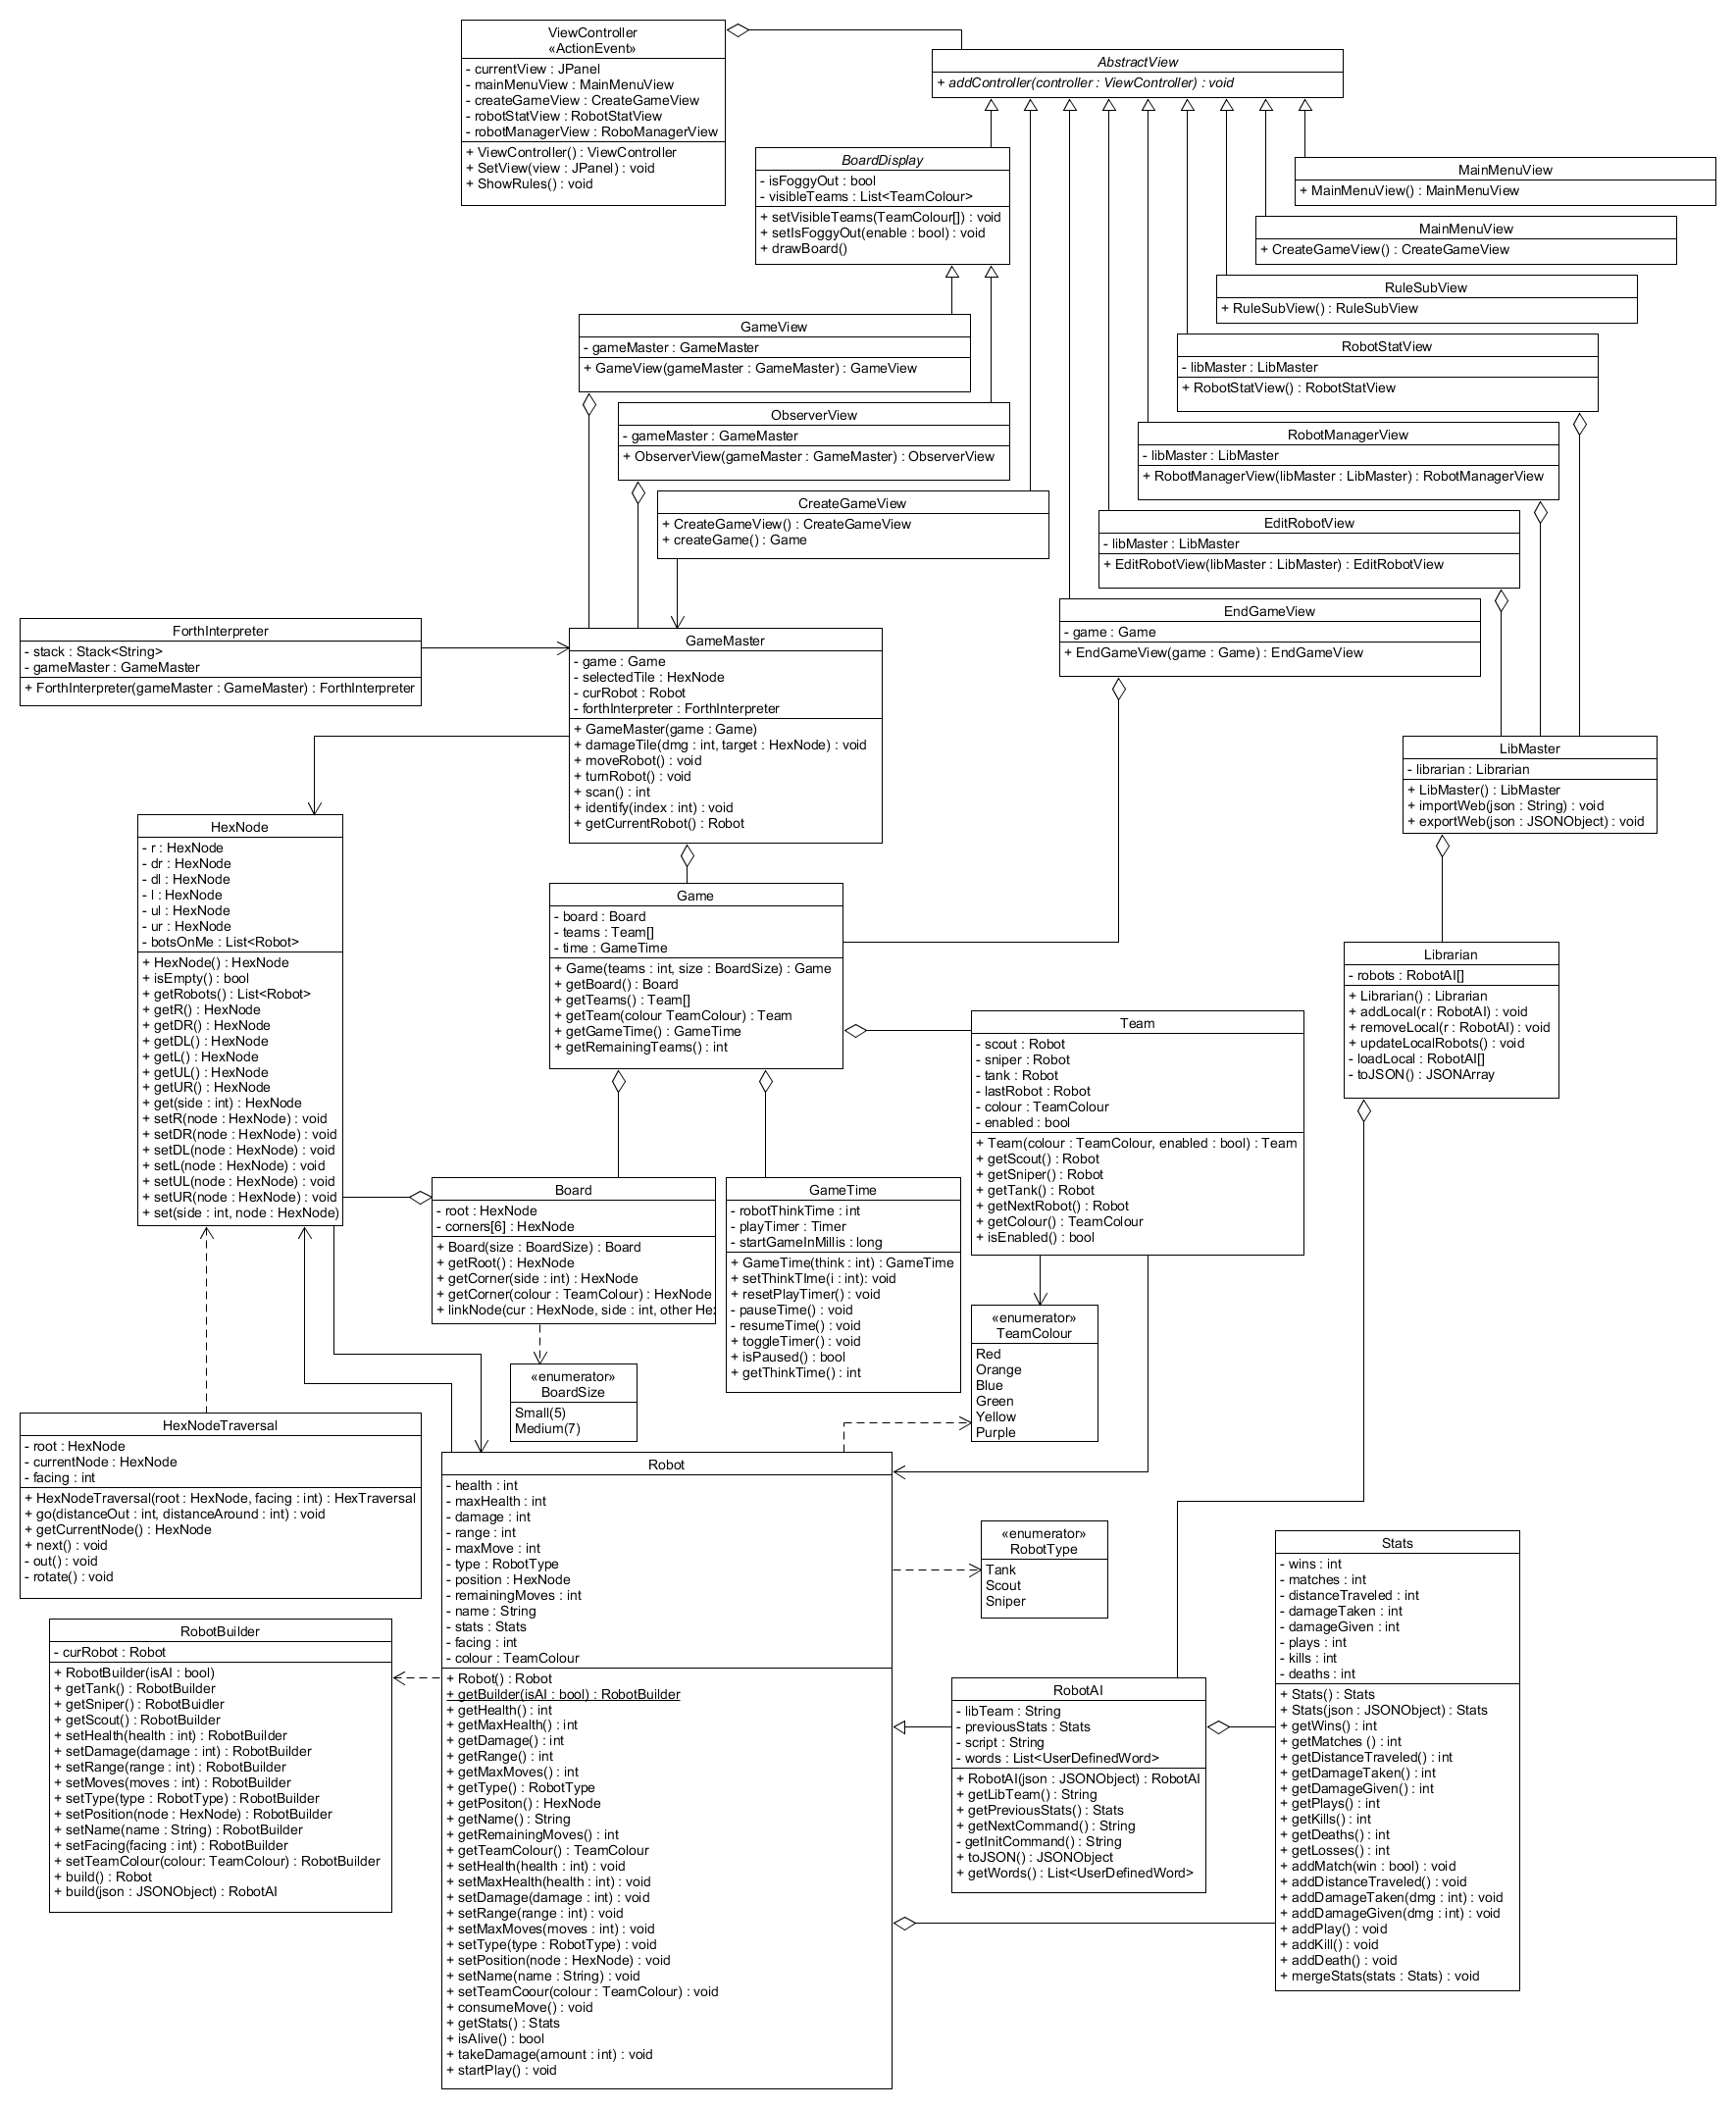 ViewController
«ActionEvent»
- currentView : JPanel
- mainMenuView : MainMenuView
- createGameView : CreateGameView
- robotStatView : RobotStatView
- robotManagerView : RoboManagerView
+ ViewController() : ViewController
+ SetView(view : JPanel) : void
+ ShowRules() : void
AbstractView
+ addController(controller : ViewController) : void
BoardDisplay
- isFoggyOut : bool
- visibleTeams : List<TeamColour>
+ setVisibleTeams(TeamColour[]) : void
+ setIsFoggyOut(enable : bool) : void
+ drawBoard()
MainMenuView
+ MainMenuView() : MainMenuView
MainMenuView
+ CreateGameView() : CreateGameView
RuleSubView
+ RuleSubView() : RuleSubView
GameView
- gameMaster : GameMaster
+ GameView(gameMaster : GameMaster) : GameView
RobotStatView
- libMaster : LibMaster
+ RobotStatView() : RobotStatView
ObserverView
- gameMaster : GameMaster
+ ObserverView(gameMaster : GameMaster) : ObserverView
RobotManagerView
- libMaster : LibMaster
+ RobotManagerView(libMaster : LibMaster) : RobotManagerView
CreateGameView
+ CreateGameView() : CreateGameView
+ createGame() : Game
EditRobotView
- libMaster : LibMaster
+ EditRobotView(libMaster : LibMaster) : EditRobotView
EndGameView
- game : Game
+ EndGameView(game : Game) : EndGameView
ForthInterpreter
- stack : Stack<String>
- gameMaster : GameMaster
+ ForthInterpreter(gameMaster : GameMaster) : ForthInterpreter
GameMaster
- game : Game
- selectedTile : HexNode
- curRobot : Robot
- forthInterpreter : ForthInterpreter
+ GameMaster(game : Game)
+ damageTile(dmg : int, target : HexNode) : void
+ moveRobot() : void
+ turnRobot() : void
+ scan() : int
+ identify(index : int) : void
+ getCurrentRobot() : Robot
LibMaster
- librarian : Librarian
+ LibMaster() : LibMaster
+ importWeb(json : String) : void
+ exportWeb(json : JSONObject) : void
HexNode
- r : HexNode
- dr : HexNode
- dl : HexNode
- l : HexNode
- ul : HexNode
- ur : HexNode
- botsOnMe : List<Robot>
+ HexNode() : HexNode
+ isEmpty() : bool
+ getRobots() : List<Robot>
+ getR() : HexNode
+ getDR() : HexNode
+ getDL() : HexNode
+ getL() : HexNode
+ getUL() : HexNode
+ getUR() : HexNode
+ get(side : int) : HexNode
+ setR(node : HexNode) : void
+ setDR(node : HexNode) : void
+ setDL(node : HexNode) : void
+ setL(node : HexNode) : void
+ setUL(node : HexNode) : void
+ setUR(node : HexNode) : void
+ set(side : int, node : HexNode)
Game
- board : Board
- teams : Team[]
- time : GameTime
+ Game(teams : int, size : BoardSize) : Game
+ getBoard() : Board
+ getTeams() : Team[]
+ getTeam(colour TeamColour) : Team
+ getGameTime() : GameTime
+ getRemainingTeams() : int
Librarian
- robots : RobotAI[]
+ Librarian() : Librarian
+ addLocal(r : RobotAI) : void
+ removeLocal(r : RobotAI) : void
+ updateLocalRobots() : void
- loadLocal : RobotAI[]
- toJSON() : JSONArray
Team
- scout : Robot
- sniper : Robot
- tank : Robot
- lastRobot : Robot
- colour : TeamColour
- enabled : bool
+ Team(colour : TeamColour, enabled : bool) : Team
+ getScout() : Robot
+ getSniper() : Robot
+ getTank() : Robot
+ getNextRobot() : Robot
+ getColour() : TeamColour
+ isEnabled() : bool
Board
- root : HexNode
- corners[6] : HexNode
+ Board(size : BoardSize) : Board
+ getRoot() : HexNode
+ getCorner(side : int) : HexNode
+ getCorner(colour : TeamColour) : HexNode
+ linkNode(cur : HexNode, side : int, other Hex
GameTime
- robotThinkTime : int
- playTimer : Timer
- startGameInMillis : long
+ GameTime(think : int) : GameTime
+ setThinkTIme(i : int): void
+ resetPlayTimer() : void
- pauseTime() : void
- resumeTime() : void
+ toggleTimer() : void
+ isPaused() : bool
+ getThinkTime() : int
«enumerator»
TeamColour
Red
Orange
Blue
Green
Yellow
Purple
«enumerator»
BoardSize
Small(5)
Medium(7)
HexNodeTraversal
- root : HexNode
- currentNode : HexNode
- facing : int
+ HexNodeTraversal(root : HexNode, facing : int) : HexTraversal
+ go(distanceOut : int, distanceAround : int) : void
+ getCurrentNode() : HexNode
+ next() : void
- out() : void
- rotate() : void
Robot
- health : int
- maxHealth : int
- damage : int
- range : int
- maxMove : int
- type : RobotType
- position : HexNode
- remainingMoves : int
- name : String
- stats : Stats
- facing : int
- colour : TeamColour
+ Robot() : Robot
+ getBuilder(isAI : bool) : RobotBuilder
+ getHealth() : int
+ getMaxHealth() : int
+ getDamage() : int
+ getRange() : int
+ getMaxMoves() : int
+ getType() : RobotType
+ getPositon() : HexNode
+ getName() : String
+ getRemainingMoves() : int
+ getTeamColour() : TeamColour
+ setHealth(health : int) : void
+ setMaxHealth(health : int) : void
+ setDamage(damage : int) : void
+ setRange(range : int) : void
+ setMaxMoves(moves : int) : void
+ setType(type : RobotType) : void
+ setPosition(node : HexNode) : void
+ setName(name : String) : void
+ setTeamCoour(colour : TeamColour) : void
+ consumeMove() : void
+ getStats() : Stats
+ isAlive() : bool
+ takeDamage(amount : int) : void
+ startPlay() : void
«enumerator»
RobotType
Tank
Scout
Sniper
RobotBuilder
- curRobot : Robot
+ RobotBuilder(isAI : bool)
+ getTank() : RobotBuilder
+ getSniper() : RobotBuidler
+ getScout() : RobotBuilder
+ setHealth(health : int) : RobotBuilder
+ setDamage(damage : int) : RobotBuilder
+ setRange(range : int) : RobotBuilder
+ setMoves(moves : int) : RobotBuilder
+ setType(type : RobotType) : RobotBuilder
+ setPosition(node : HexNode) : RobotBuilder
+ setName(name : String) : RobotBuilder
+ setFacing(facing : int) : RobotBuilder
+ setTeamColour(colour: TeamColour) : RobotBuilder
+ build() : Robot
+ build(json : JSONObject) : RobotAI
RobotAI
- libTeam : String
- previousStats : Stats
- script : String
- words : List<UserDefinedWord>
+ RobotAI(json : JSONObject) : RobotAI
+ getLibTeam() : String
+ getPreviousStats() : Stats
+ getNextCommand() : String
- getInitCommand() : String
+ toJSON() : JSONObject
+ getWords() : List<UserDefinedWord>
Stats
- wins : int
- matches : int
- distanceTraveled : int
- damageTaken : int
- damageGiven : int
- plays : int
- kills : int
- deaths : int
+ Stats() : Stats
+ Stats(json : JSONObject) : Stats
+ getWins() : int
+ getMatches () : int
+ getDistanceTraveled() : int
+ getDamageTaken() : int
+ getDamageGiven() : int
+ getPlays() : int
+ getKills() : int
+ getDeaths() : int
+ getLosses() : int
+ addMatch(win : bool) : void
+ addDistanceTraveled() : void
+ addDamageTaken(dmg : int) : void
+ addDamageGiven(dmg : int) : void
+ addPlay() : void
+ addKill() : void
+ addDeath() : void
+ mergeStats(stats : Stats) : void